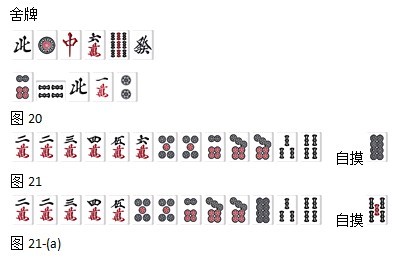 舍牌
北 中 六萬 發
北 一萬
图 20
二萬 二萬 三萬 四萬 伍萬 六萬 自摸
图 21
二萬 二萬 三萬 四萬 伍萬 自摸
图 21-(a)